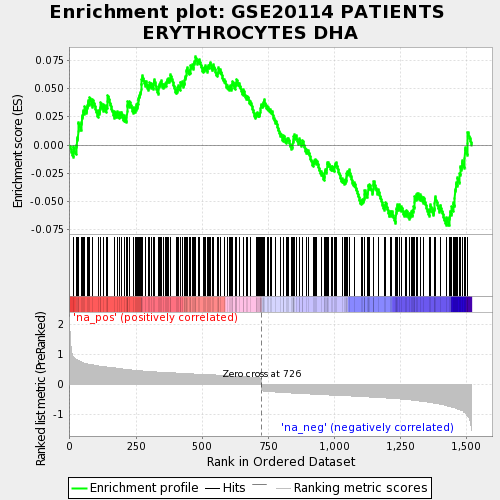 Enrichment plot: GSE20114 PATIENTS
ERYTHROCYTES DHA
Enrichment score (ES)
0.075
0.050
0.025
0.000
-0.025
-0.050
-0.075
'na_pos' (positively correlated)
Ranked list metric (PreRanked)
2
1
0
-1
Zero cross at 726
'na_neg' (negatively correlated)
0
250
500
750
1,000
1,250
1,500
Rank in Ordered Dataset
Enrichment profile
Hits
Ranking metric scores